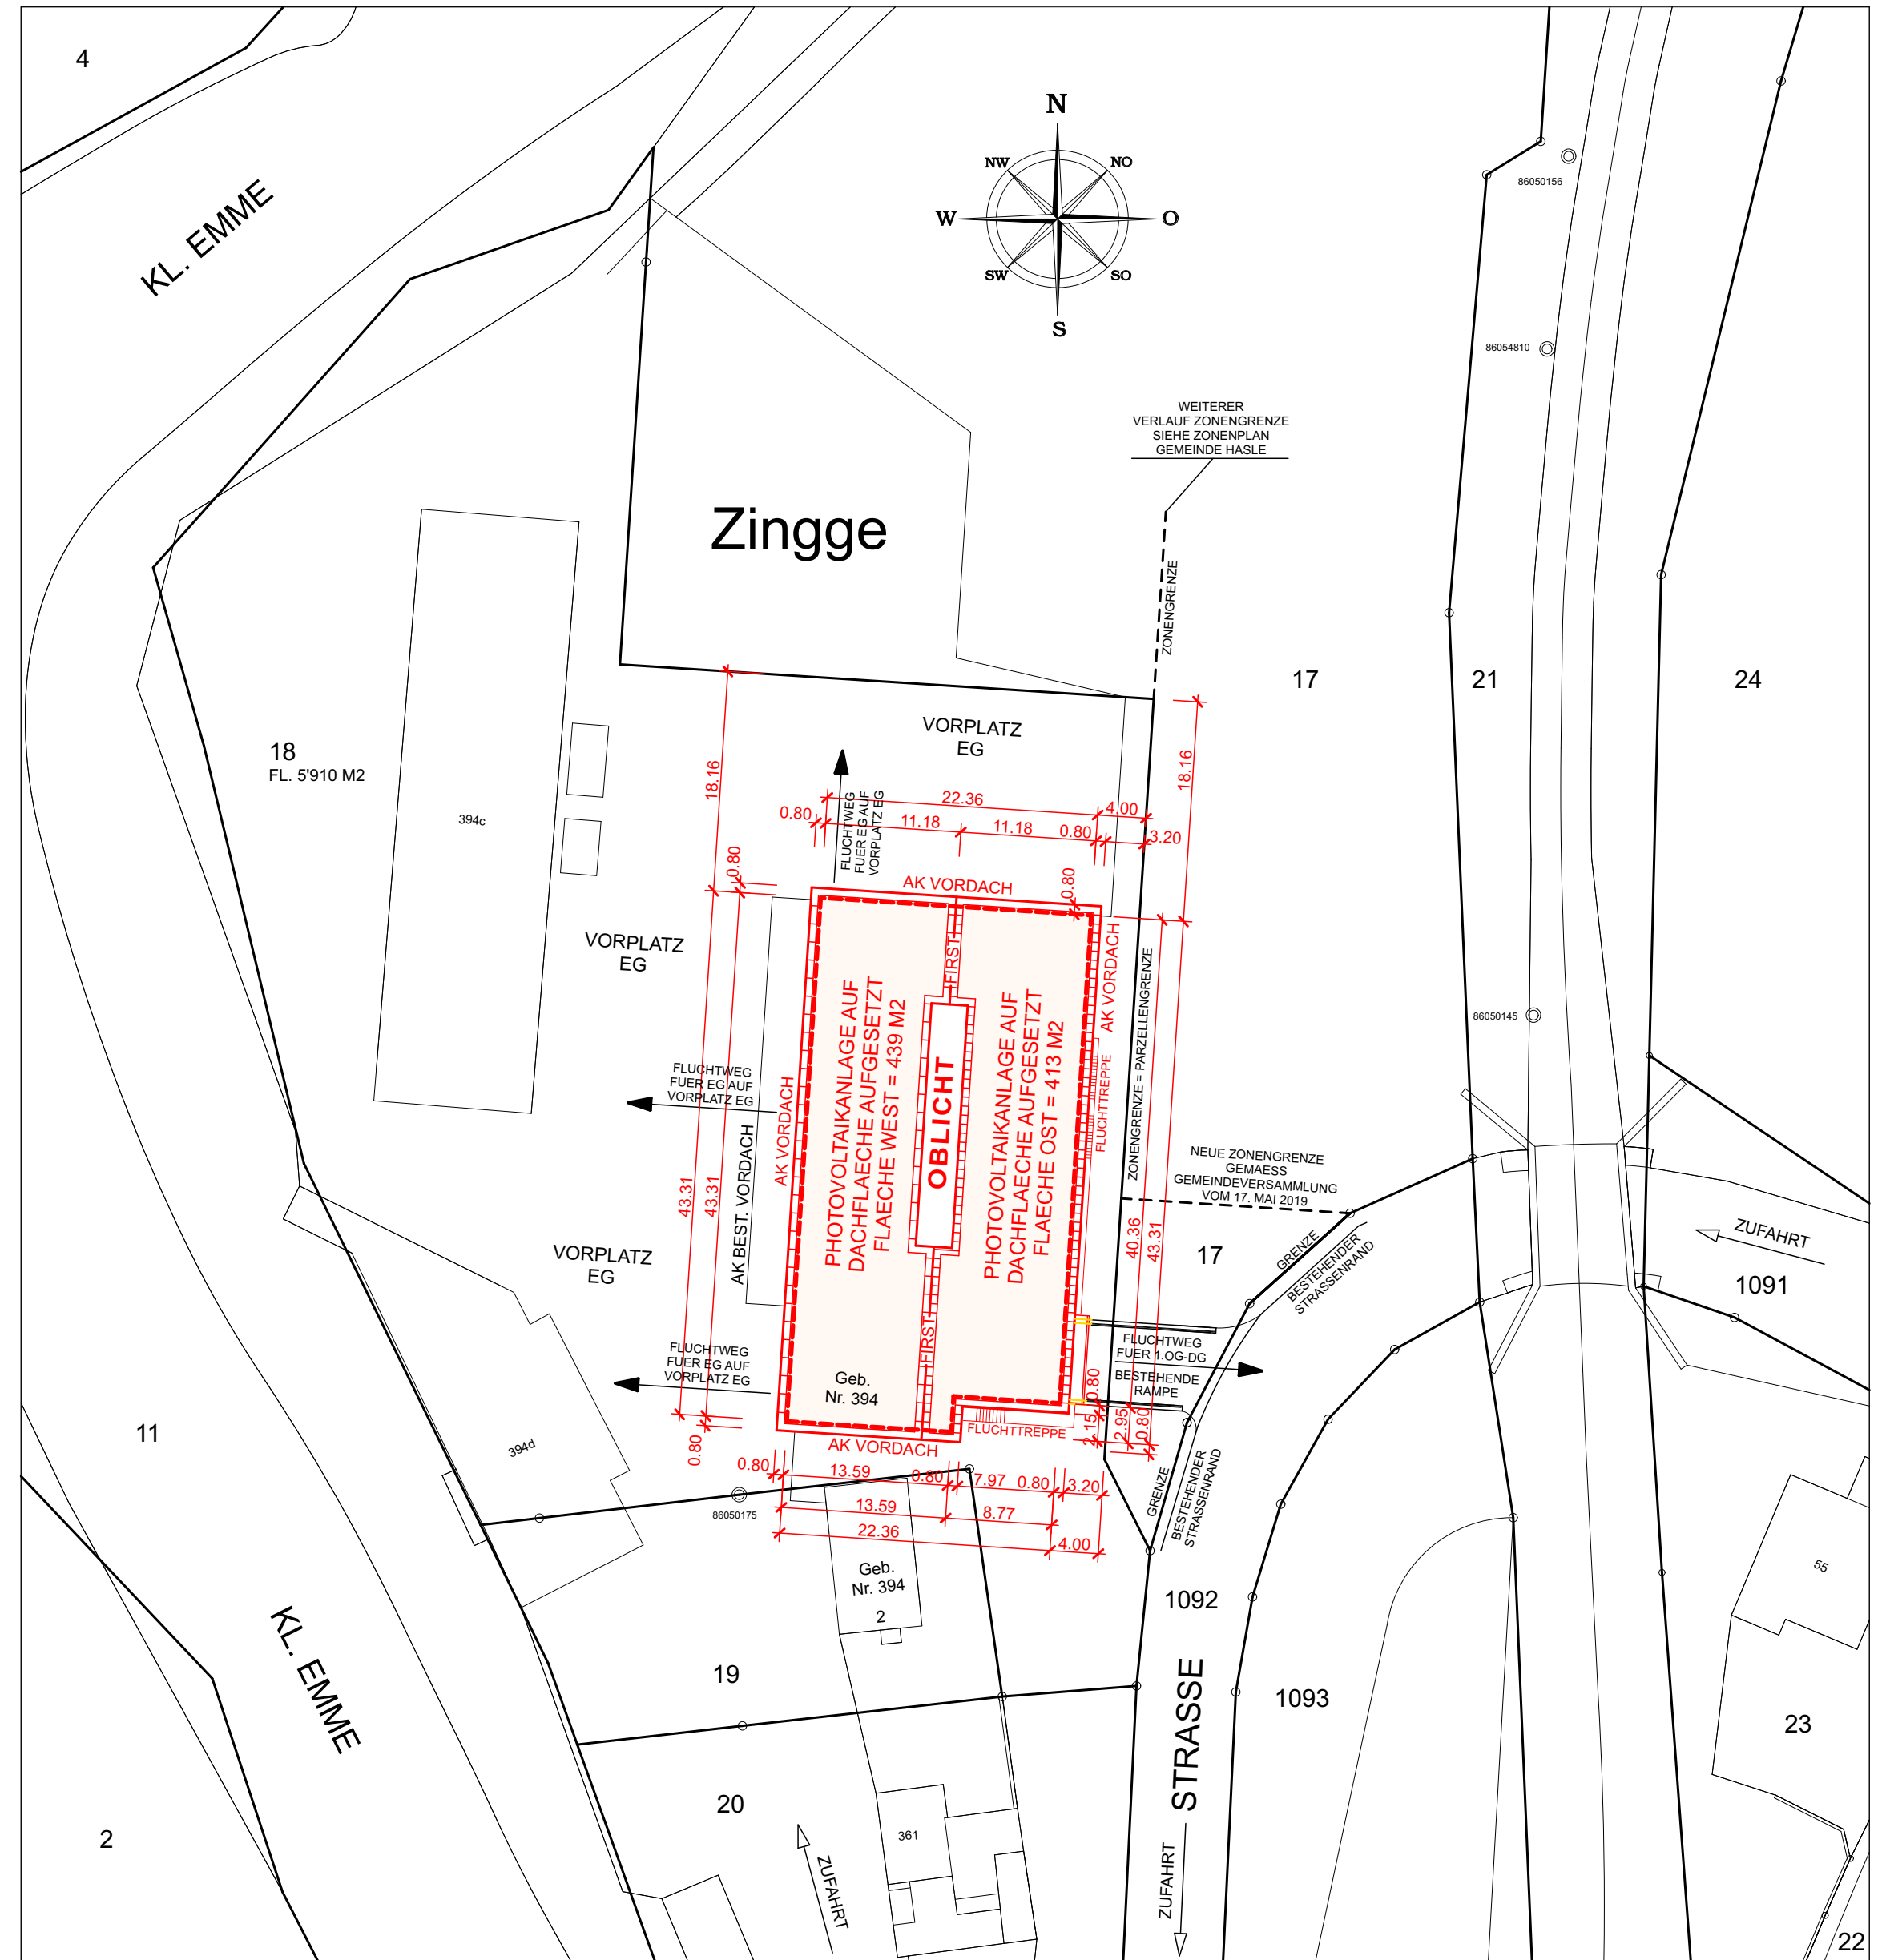 4
KL. EMME
N
NW
NO
W
O
SW
SO
S
86050156
86054810
WEITERER
VERLAUF ZONENGRENZE
SIEHE ZONENPLAN
GEMEINDE HASLE
Zingge
ZONENGRENZE
17
21
24
18
FL. 5'910 M2
394c
VORPLATZ
EG
18.16
18.16
FLUCHTWEG
FUER EG AUF
VORPLATZ EG
22.36
4.00
0.80
11.18
11.18
0.80
3.20
0.80
0.80
AK VORDACH
VORPLATZ
EG
FIRST
AK VORDACH
ZONENGRENZE = PARZELLENGRENZE
PHOTOVOLTAIKANLAGE AUF
DACHFLAECHE AUFGESETZT
FLAECHE WEST = 439 M2
OBLICHT
PHOTOVOLTAIKANLAGE AUF
DACHFLAECHE AUFGESETZT
FLAECHE OST = 413 M2
FLUCHTTREPPE
86050145
FLUCHTWEG
FUER EG AUF
VORPLATZ EG
AK VORDACH
AK BEST. VORDACH
43.31
43.31
NEUE ZONENGRENZE
GEMAESS
GEMEINDEVERSAMMLUNG
VOM 17. MAI 2019
40.36
43.31
17
GRENZE
BESTEHENDER
STRASSENRAND
ZUFAHRT
1091
VORPLATZ
EG
FIRST
FLUCHTWEG
FUER 1.OG-DG
BESTEHENDE
RAMPE
FLUCHTWEG
FUER EG AUF
VORPLATZ EG
Geb.
Nr. 394
0.80
2.15
2.95
0.80
FLUCHTTREPPE
AK VORDACH
0.80
11
394d
0.80
13.59
0.80
7.97
0.80
3.20
13.59
8.77
22.36
4.00
86050175
GRENZE
BESTEHENDER
STRASSENRAND
Geb.
Nr. 394
2
55
1092
KL. EMME
19
STRASSE
1093
23
20
2
361
ZUFAHRT
ZUFAHRT
22